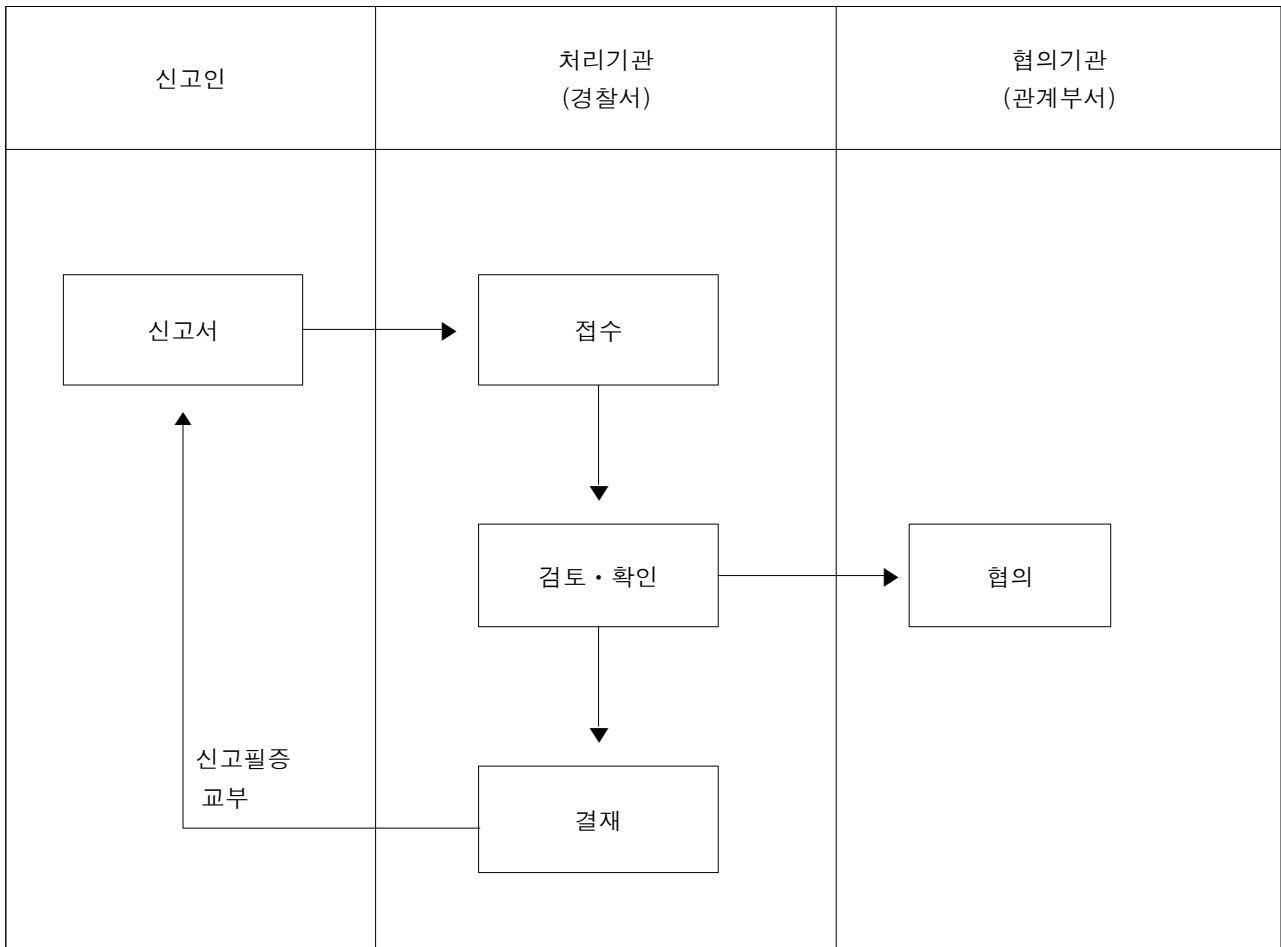 신고인
처리기관
(경찰서)
협의기관
(관계부서)
신고서
접수
검토・확인
협의
신고필증
교부
결재